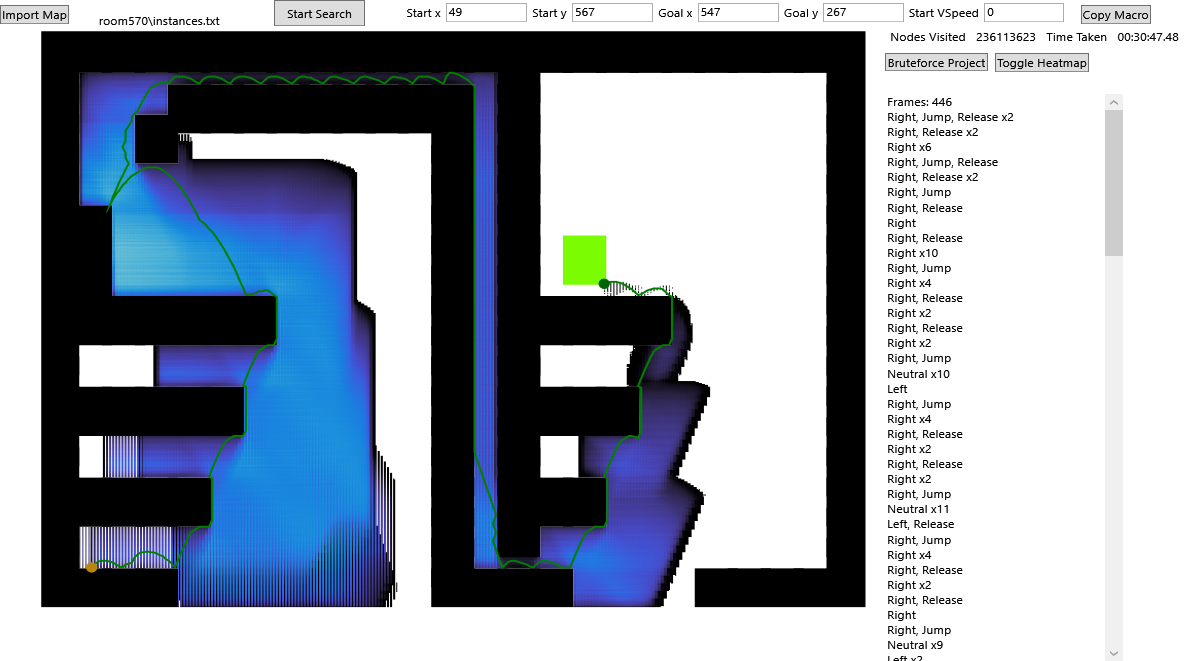 Import Map room570\instances.txt Start Search Start x 49 Start y 567 Goal x 547 Goal y 267 Start VSpeed 0 Copy Macro
Nodes Visited 236113623 Time Taken 00:30:47.48
Bruteforce Project Toggle Heatmap
Frames: 446
Right, Jump, Release x2
Right, Release x2
Right x6
Right, Jump, Release
Right, Release x2
Right, Jump
Right, Release
Right
Right, Release
Right x10
Right, Jump
Right x4
Right, Release
Right x2
Right, Release
Right x2
Right, Jump
Neutral x10
Left
Right, Jump
Right x4
Right, Release
Right x2
Right, Release
Right x2
Right, Jump
Neutral x11
Left, Release
Right, Jump
Right x4
Right, Release
Right x2
Right, Release
Right
Right, Jump
Neutral x9
Left x2